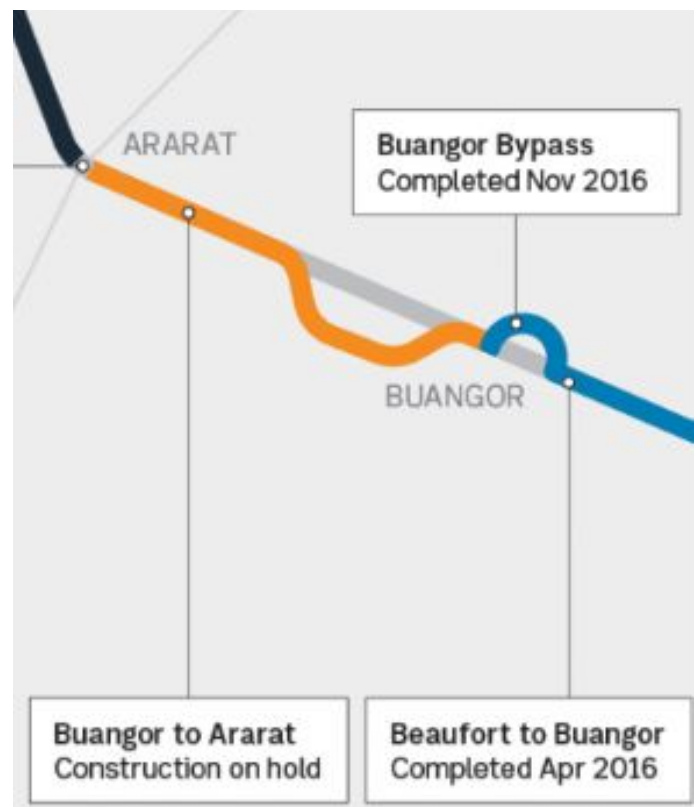 ARARAT
Buangor Bypass
Completed Nov 2016
BUANGOR
Buangor to Ararat
Construction on hold
Beaufort to Buangor
Completed Apr 2016